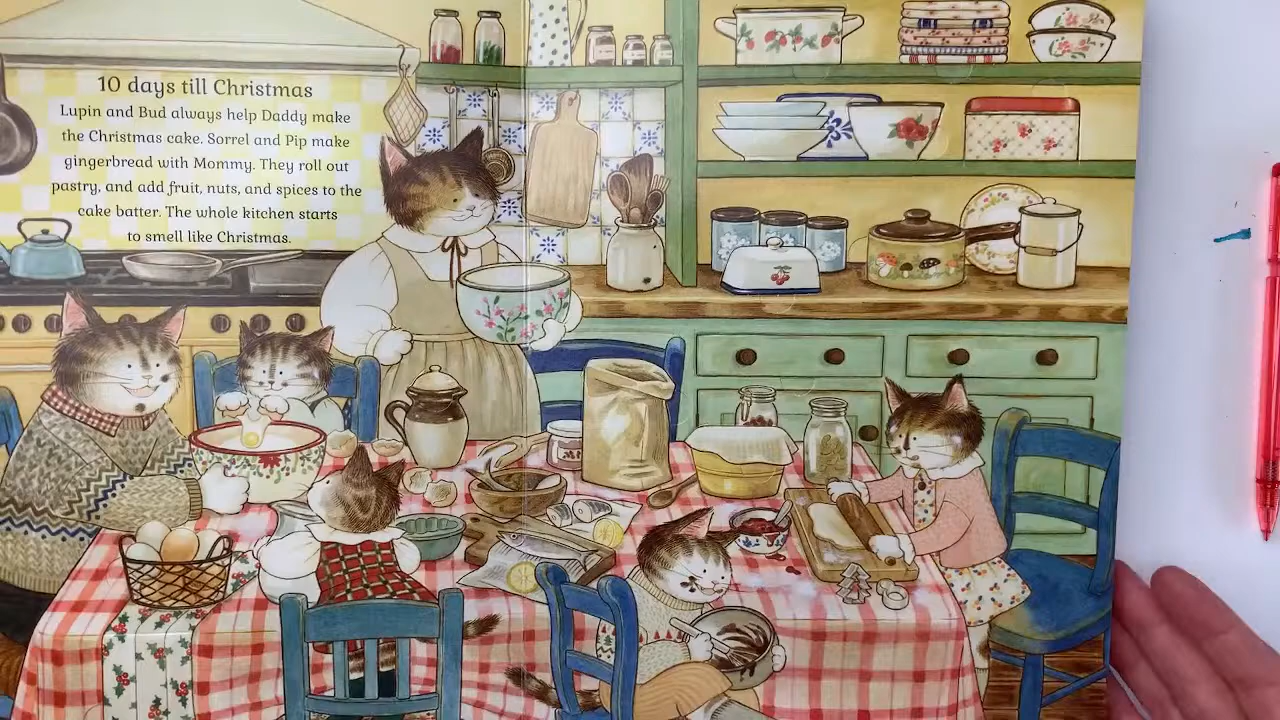 10 days till Christmas
Lupin and Bud always help Daddy make
the Christmas cake. Sorrel and Pip make
gingerbread with Mommy. They roll out
pastry, and add fruit, nuts, and spices to the
cake batter. The whole kitchen starts
to smell like Christmas.